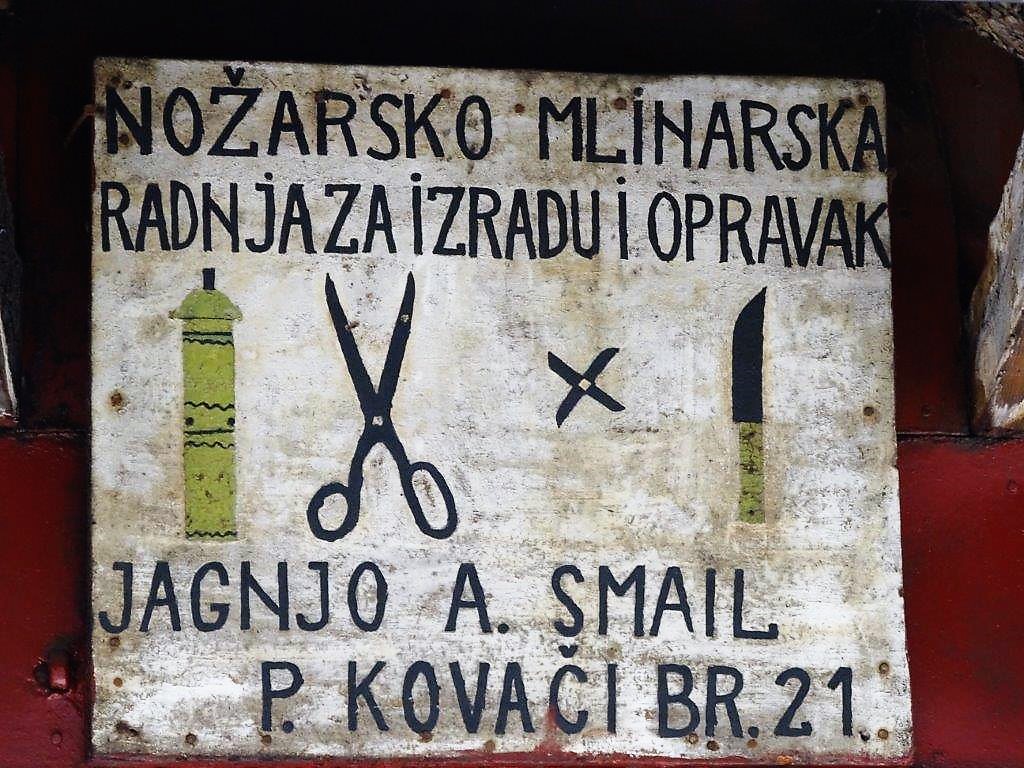 NOŽARSKO MLINARSKA
RADNJA ZA IZRADU I OPRAVAK
JAGNJO A. SMAIL
P. KOVAČI BR. 21.